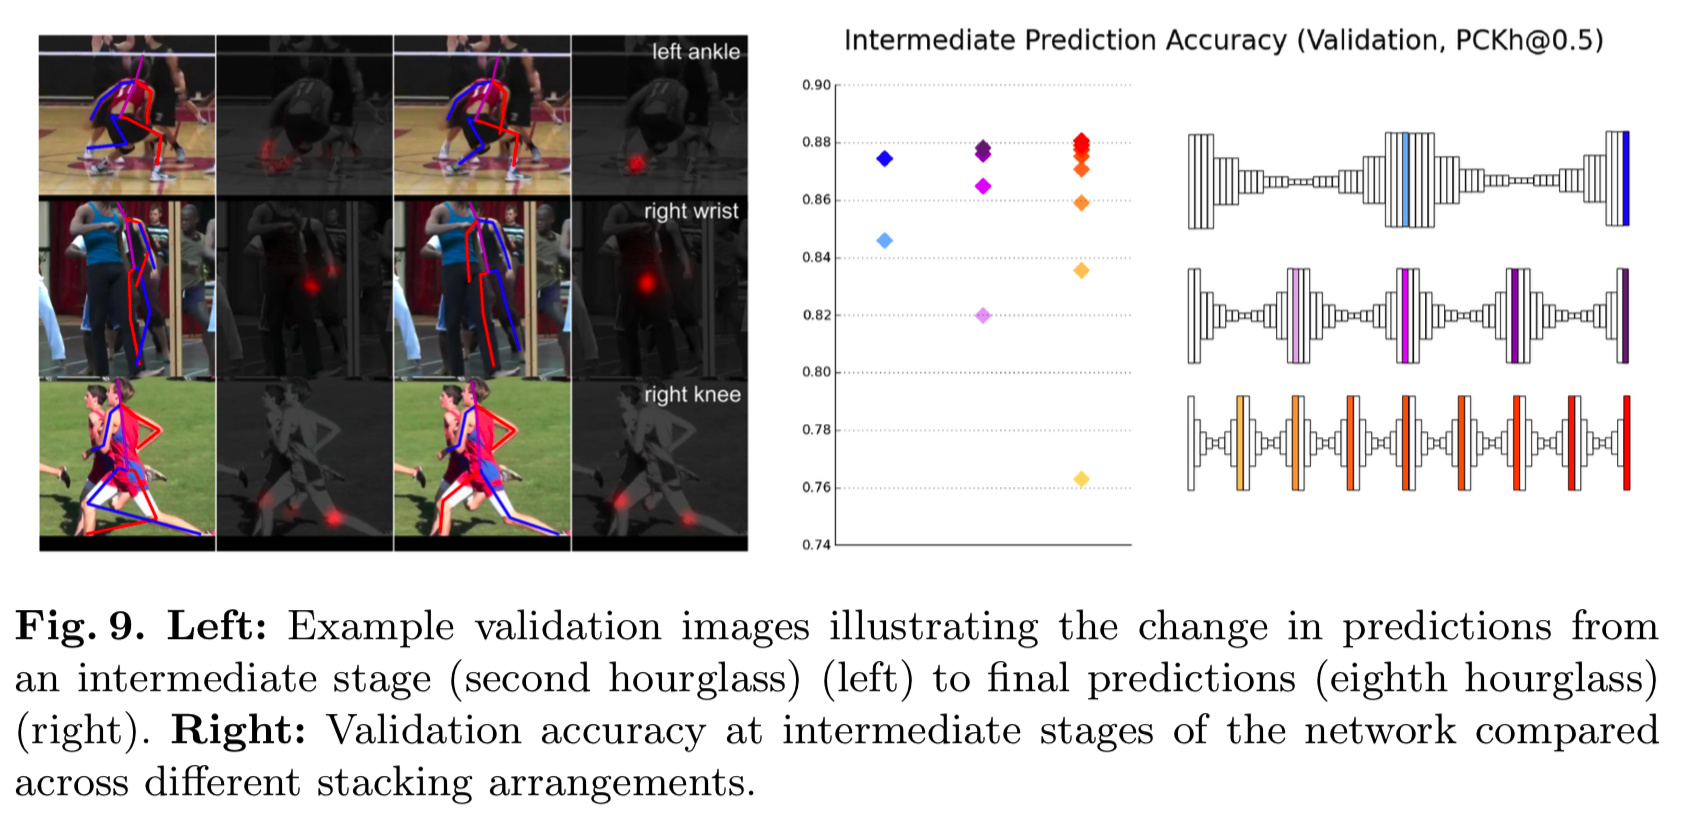 left ankle
right wrist
right knee
Intermediate Prediction Accuracy (Validation, PCKh@0.5)
0.90
0.88
0.86
0.84
0.82
0.80
0.78
0.76
0.74
Fig. 9. Left: Example validation images illustrating the change in predictions from
an intermediate stage (second hourglass) (left) to final predictions (eighth hourglass)
(right). Right: Validation accuracy at intermediate stages of the network compared
across different stacking arrangements.